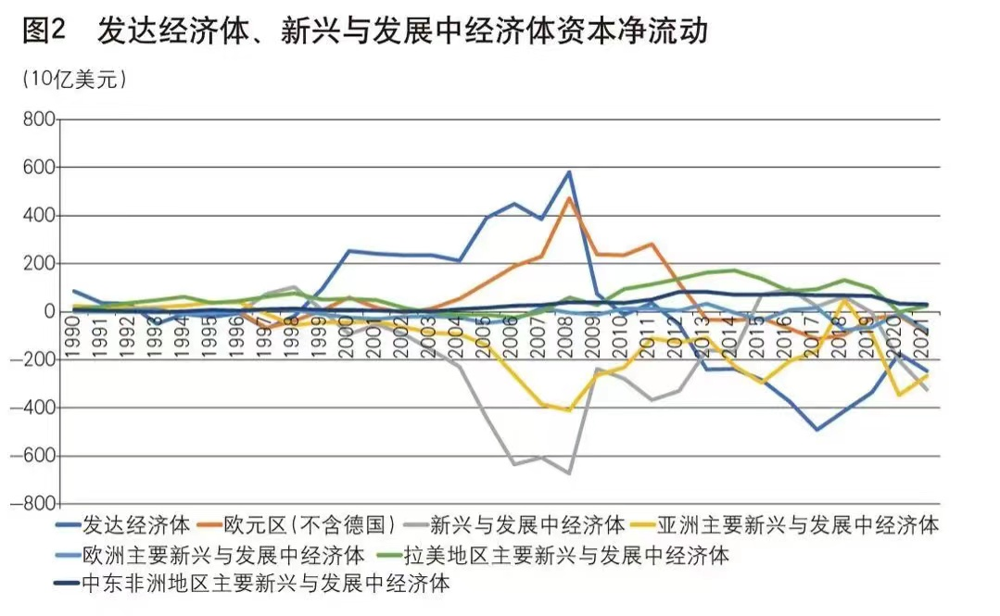 图2 发达经济体、新兴与发展中经济体资本净流动
(10亿美元)
800
600
400
200
0
-200
-400
-600
-800
1990 1991 1992 1993 1994 1995 1996 1997 1998 1999 2000 2001 2002 2003 2004 2005 2006 2007 2008 2009 2010 2011 2012 2013 2014 2015 2016 2017 2018 2019 2020 2021
发达经济体 欧元区(不含德国) 新兴与发展中经济体 亚洲主要新兴与发展中经济体
欧洲主要新兴与发展中经济体 拉美地区主要新兴与发展中经济体
中东非洲地区主要新兴与发展中经济体